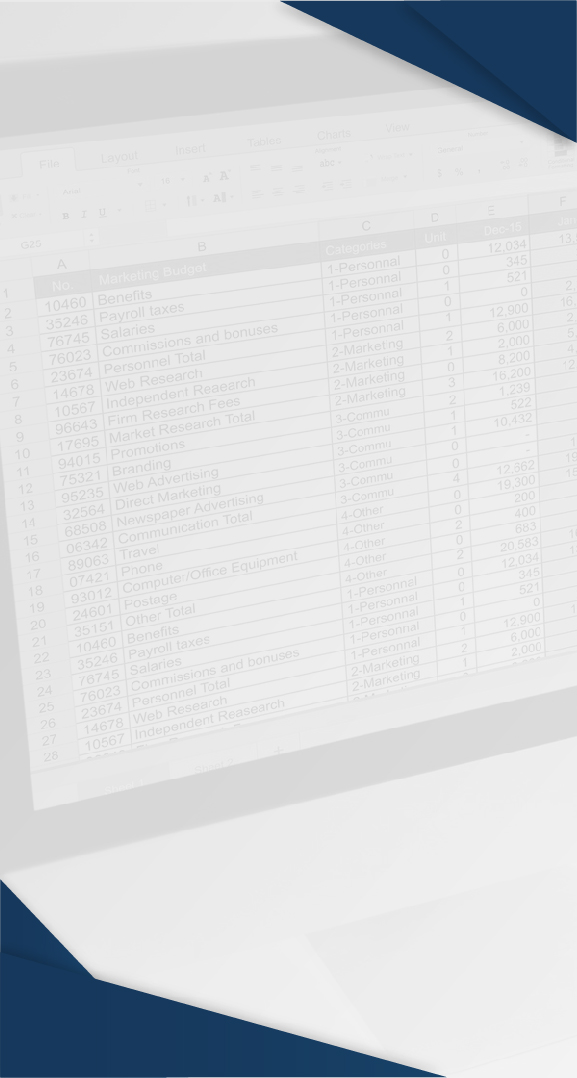 File Layout Insert Tables Charts View
Arial
abc
B I U
G25
A B C D E F
No. Marketing Budget Categories Unit Dec-15
1
2 10460 Benefits 1-Personnal 0 12,034
3 35246 Payroll taxes 1-Personnal 0 345
4 76745 Salaries 1-Personnal 1 521
5 76023 Commissions and bonuses 1-Personnal 0 0
6 23674 Personnel Total 1-Personnal 1 12,900
7 14678 Web Research 2-Marketing 2 6,000
8 10567 Independent Reaearch 2-Marketing 1 2,000
9 96643 Firm Research Fees 2-Marketing 0 8,200
10 17695 Market Research Total 2-Marketing 3 16,200
11 94015 Promotions 3-Commu 2 1,239
12 75321 Branding 3-Commu 1 522
13 95235 Web Advertising 3-Commu 1 10,432
14 32564 Direct Marketing 3-Commu 0 -
15 68508 Newspaper Advertising 3-Commu 0 -
16 06342 Communication Total 3-Commu 4 12,662
17 89063 Travel 4-Other 0 19,300
18 07421 Phone 4-Other 0 200
19 93012 Computer/Office Equipment 4-Other 2 400
20 24601 Postage 4-Other 0 683
21 35151 Other Total 4-Other 2 20,583
22 10460 Benefits 1-Personnal 0 12,034
23 35246 Payroll taxes 1-Personnal 0 345
24 76745 Salaries 1-Personnal 1 521
25 76023 Commissions and bonuses 1-Personnal 0 0
26 23674 Personnel Total 1-Personnal 1 12,900
27 14678 Web Research 2-Marketing 2 6,000
28 10567 Independent Reasearch 2-Marketing 1 2,000